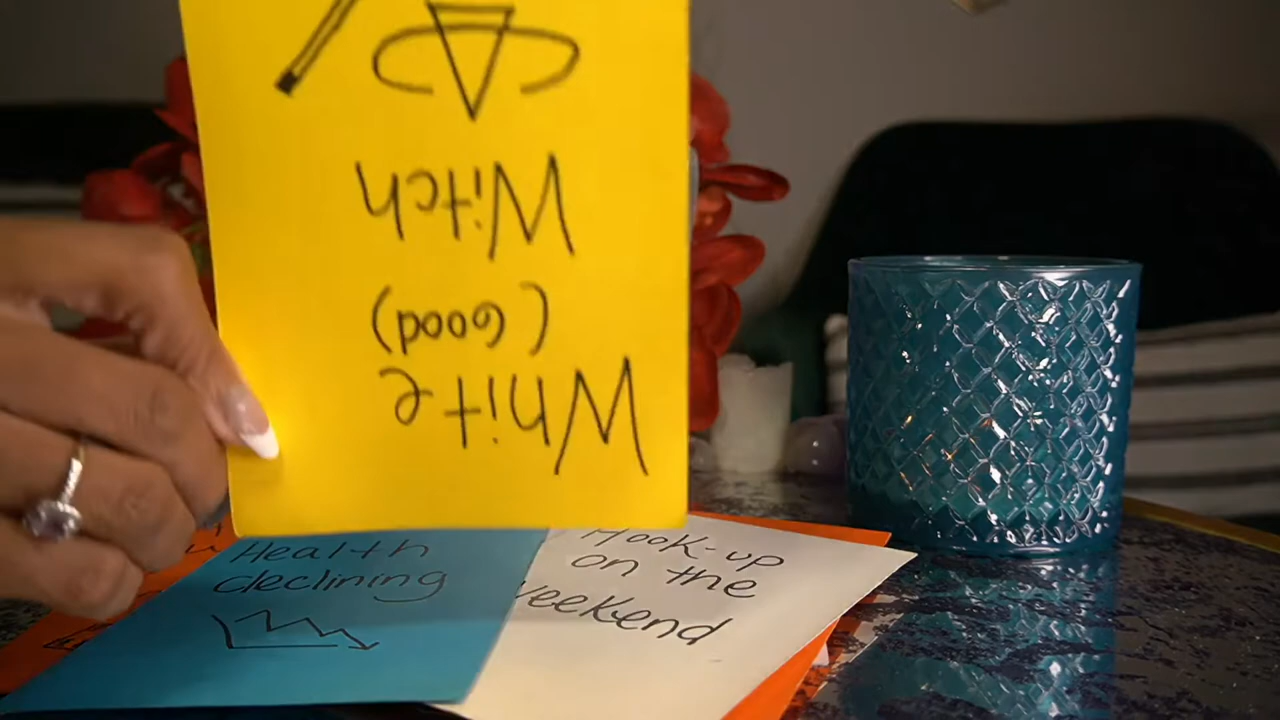 White
(Good)
Witch
Health
declining
Hook-up
on the
weekend